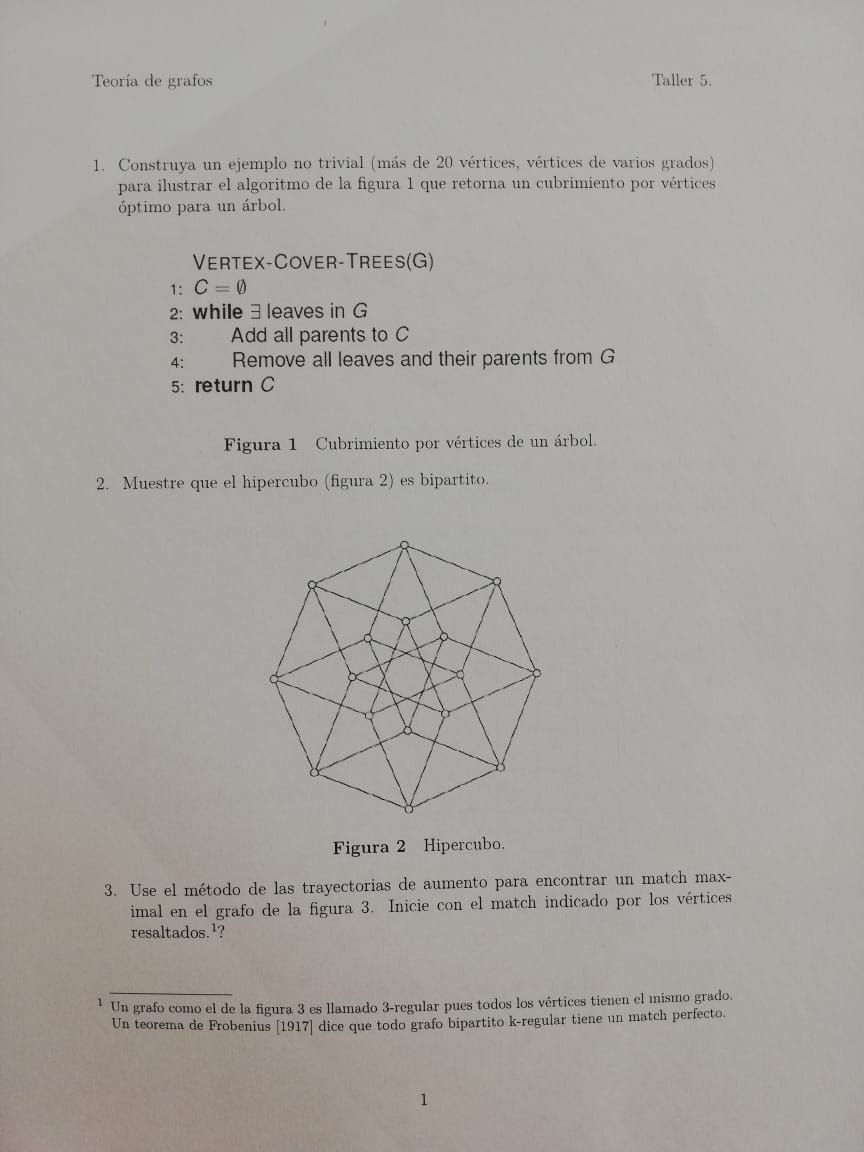 Teoría de grafos Taller 5.
1. Construya un ejemplo no trivial (más de 20 vértices, vértices de varios grados)
para ilustrar el algoritmo de la figura 1 que retorna un cubrimiento por vértices
óptimo para un árbol.
VERTEX-COVER-TREES(G)
1: C = ∅
2: while ∃ leaves in G
3: Add all parents to C
4: Remove all leaves and their parents from G
5: return C
Figura 1 Cubrimiento por vértices de un árbol.
2. Muestre que el hipercubo (figura 2) es bipartito.
Figura 2 Hipercubo.
3. Use el método de las trayectorias de aumento para encontrar un match max-
imal en el grafo de la figura 3. Inicie con el match indicado por los vértices
resaltados.¹?
¹ Un grafo como el de la figura 3 es llamado 3-regular pues todos los vértices tienen el mismo grado.
Un teorema de Frobenius [1917] dice que todo grafo bipartito k-regular tiene un match perfecto.
1